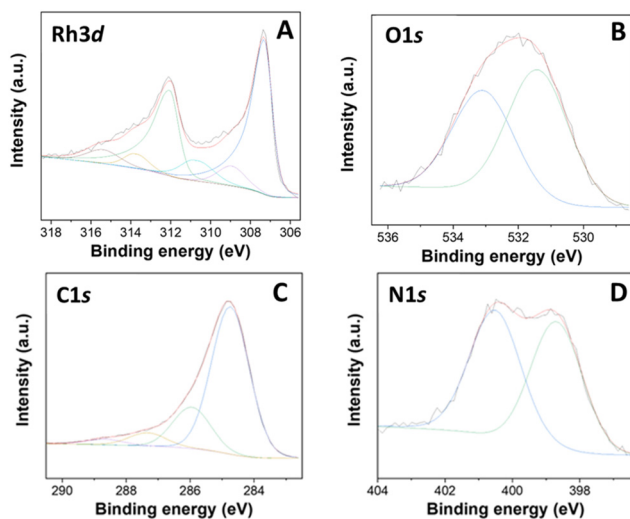 Rh3d
A
Intensity (a.u.)
318 316 314 312 310 308 306
Binding energy (eV)
O1s
B
Intensity (a.u.)
536 534 532 530
Binding energy (eV)
C1s
C
Intensity (a.u.)
290 288 286 284
Binding energy (eV)
N1s
D
Intensity (a.u.)
404 402 400 398
Binding energy (eV)